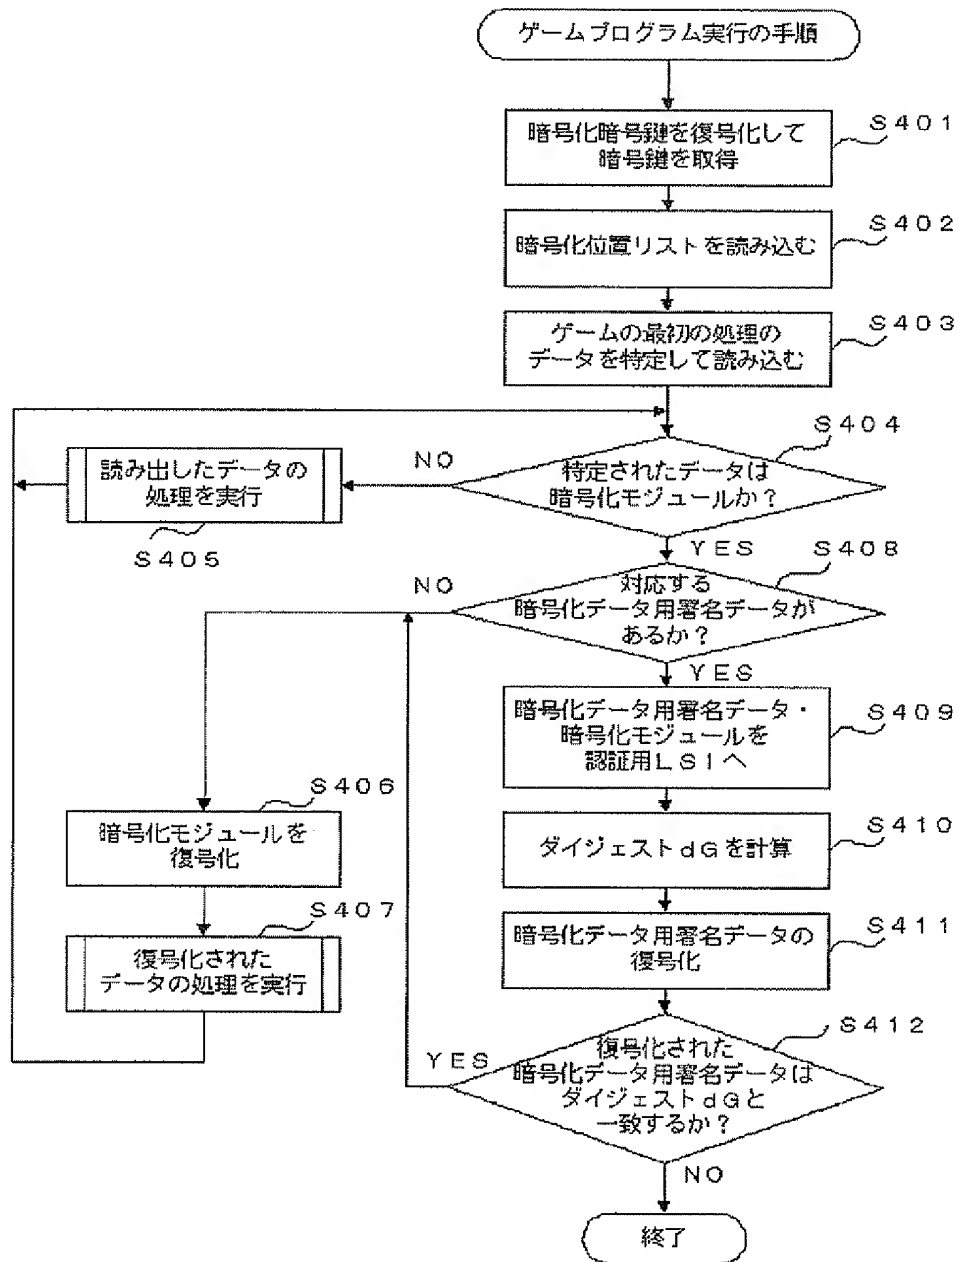 ゲームプログラム実行の手順
暗号化暗号鍵を復号化して
暗号鍵を取得
S401
暗号化位置リストを読み込む
S402
ゲームの最初の処理の
データを特定して読み込む
S403
特定されたデータは
暗号化モジュールか?
S404
NO
YES
読み出したデータの
処理を実行
S405
対応する
暗号化データ用署名データが
あるか?
S408
NO
YES
暗号化データ用署名データ・
暗号化モジュールを
認証用LSIへ
S409
暗号化モジュールを
復号化
S406
ダイジェストdGを計算
S410
復号化された
データの処理を実行
S407
暗号化データ用署名データの
復号化
S411
復号化された
暗号化データ用署名データは
ダイジェストdGと
一致するか?
S412
YES
NO
終了